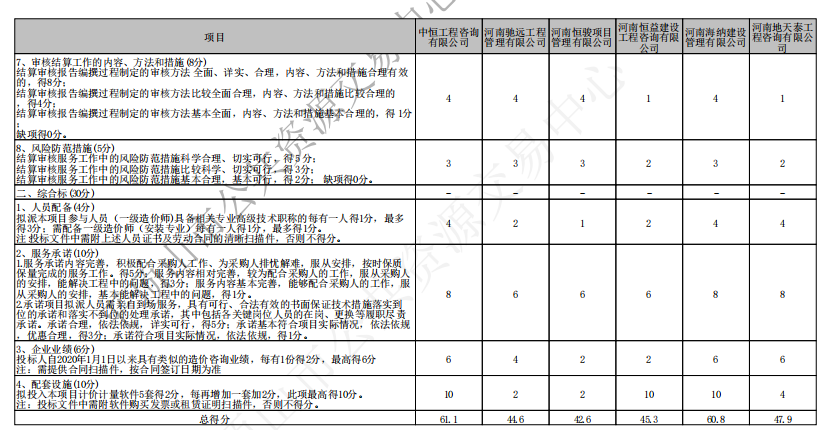 项目 中恒工程咨询有限公司 河南驰远工程管理有限公司 河南恒骏项目管理有限公司 河南恒益建设工程咨询有限公司 河南海纳建设管理有限公司 河南地天泰工程咨询有限公司
7、审核结算工作的内容、方法和措施(8分)
结算审核报告编撰过程制定的审核方法 全面、详实、合理，内容、方法和措施合理有效
的，得8分；
结算审核报告编撰过程制定的审核方法比较全面合理，内容、方法和措施比较合理的
，得4分；
结算审核报告编撰过程制定的审核方法基本全面，内容、方法和措施基本合理的，得 1分
；
缺项得0分。
4 4 4 1 4 1
8、风险防范措施(5分)
结算审核服务工作中的风险防范措施科学合理、切实可行，得5分；
结算审核服务工作中的风险防范措施比较科学、切实可行，得3分；
结算审核服务工作中的风险防范措施基本合理，基本可行，得2分； 缺项得0分。
3 3 3 2 3 2
二、综合标(30分) – – – – – –
1、人员配备(4分)
拟派本项目参与人员（一级造价师)具备相关专业高级技术职称的每有一人得1分，最多
得3分；需配备一级造价师（安装专业）每有一人得1分，最多得1分。
注 投标文件中需附上述人员证书及劳动合同的清晰扫描件，否则不得分。
4 2 1 2 4 4
2、服务承诺(10分)
1.服务承诺内容完善，积极配合采购人工作、为采购人排忧解难，服从安排，按时保质
保量完成的服务工作。得5分；服务内容相对完善，较为配合采购人的工作，服从采购人
的安排，能解决工程中的问题，得3分；服务内容基本完善，能够配合采购人的工作，服
从采购人的安排，基本能解决工程中的问题，得1分。
2.承诺项目拟派人员需亲自到场服务，具有可行、合法有效的书面保证技术措施落实到
位的承诺和落实不到位的处理承诺，其中包括各关键岗位人员的在岗、更换等履职尽责
承诺。承诺合理，依法依规，详实可行，得5分；承诺基本符合项目实际情况，依法依规
，优惠合理，得3分；承诺符合项目实际情况，依法依规，得1分。
8 6 6 6 8 8
3、企业业绩(6分)
投标人自2020年1月1日以来具有类似的造价咨询业绩，每有1份得2分，最高得6分
注：需提供合同扫描件，按合同签订日期为准
6 4 2 2 6 6
4、配套设施(10分)
拟投入本项目计价计量软件5套得2分，每再增加一套加2分，此项最高得10分。
注：投标文件中需附软件购买发票或租赁证明扫描件，否则不得分。
10 2 2 10 10 4
总得分 61.1 44.6 42.6 45.3 60.8 47.9